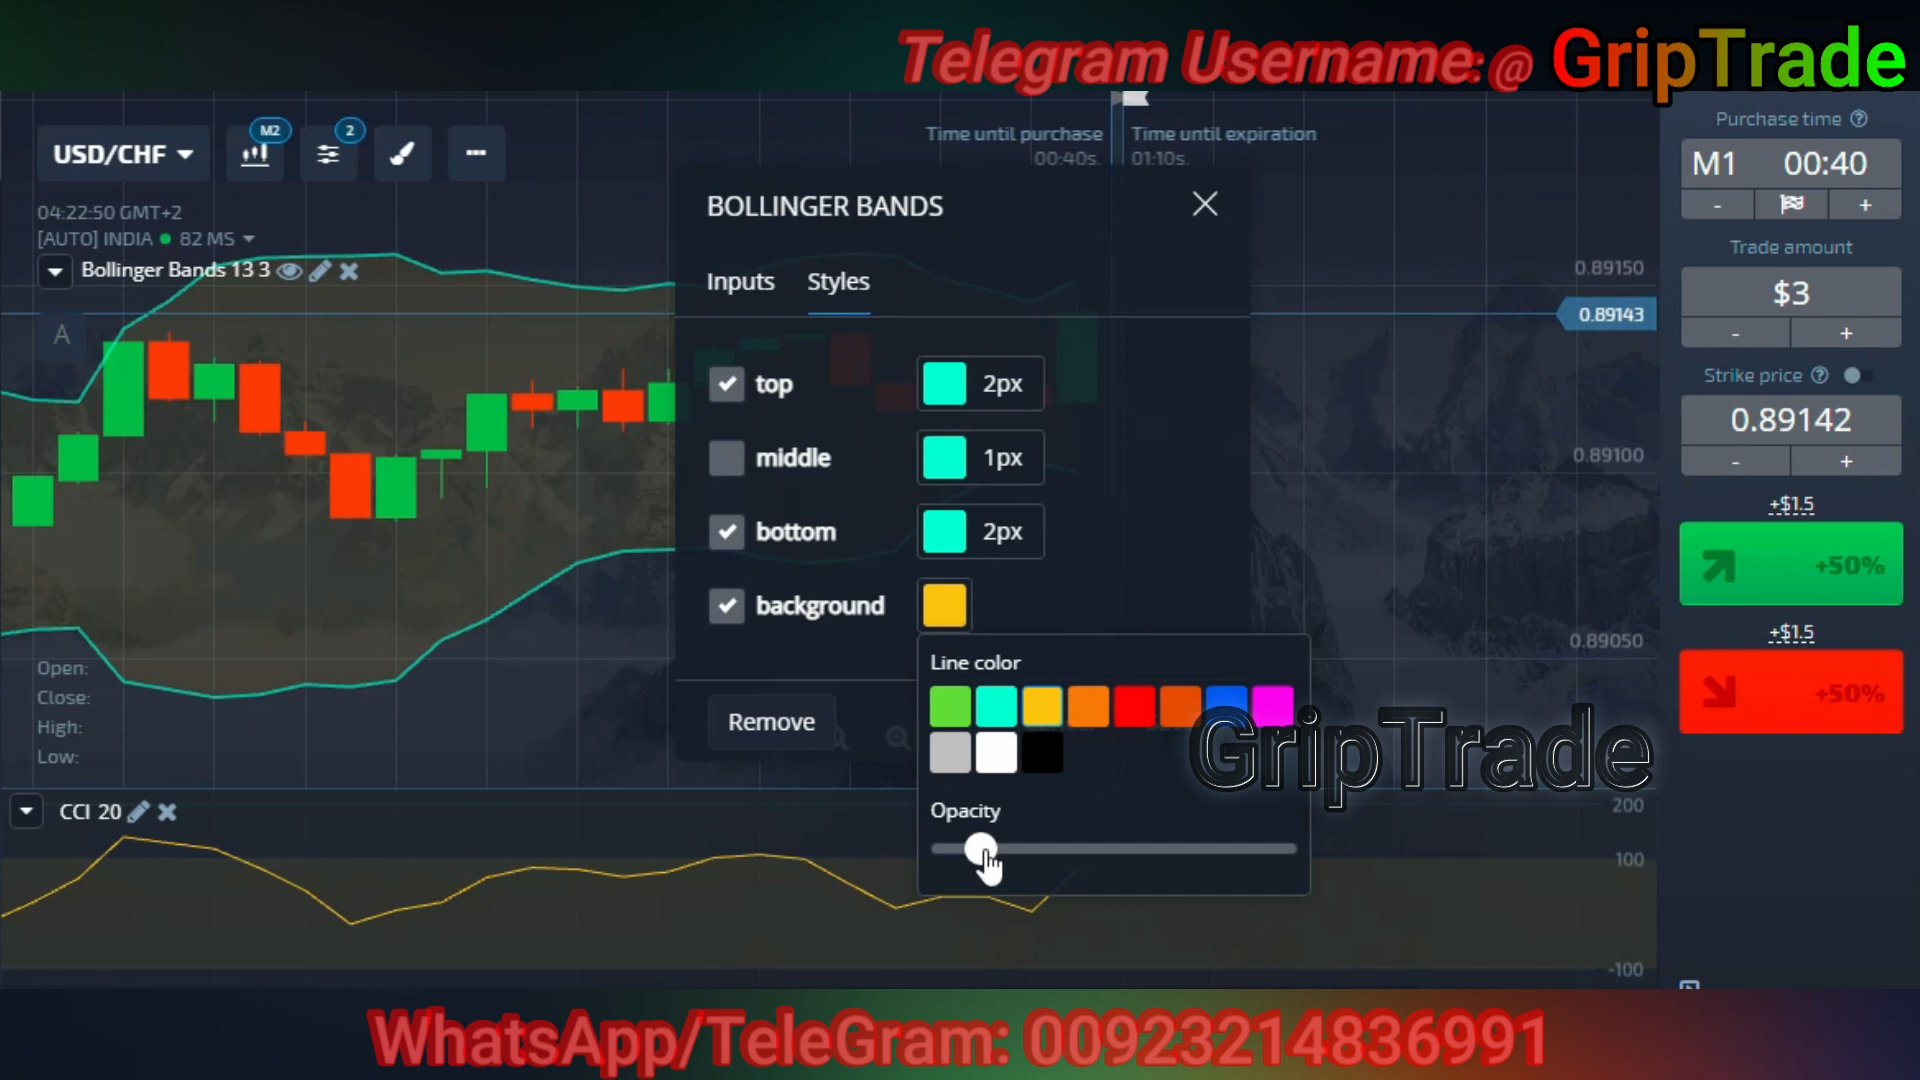 Telegram Username:@ GripTrade
USD/CHF
M2
2
Time until purchase
00:40s.
Time until expiration
01:10s.
Purchase time
M1 00:40
- +
04:22:50 GMT+2
[AUTO] INDIA 82 MS
Bollinger Bands 13 3
A
BOLLINGER BANDS
Inputs Styles
top 2px
middle 1px
bottom 2px
background
Line color
Opacity
Remove
0.89150
0.89143
0.89100
0.89050
Trade amount
$3
- +
Strike price
0.89142
- +
+$1.5
+50%
+$1.5
+50%
Open:
Close:
High:
Low:
GripTrade
CCI 20
200
100
-100
WhatsApp/TeleGram: 00923214836991